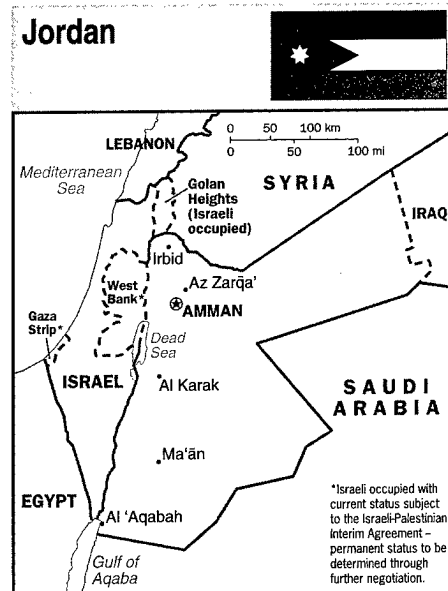 Jordan
LEBANON
0 50 100 km
0 50 100 mi
Mediterranean
Sea
Golan
Heights
(Israeli
occupied)
SYRIA
IRAQ
Irbid
West
Bank*
Az Zarqā'
AMMAN
Gaza
Strip*
Dead
Sea
ISRAEL
Al Karak
SAUDI
ARABIA
Ma'ān
EGYPT
Al 'Aqabah
Gulf of
Aqaba
*Israeli occupied with
current status subject
to the Israeli-Palestinian
Interim Agreement –
permanent status to be
determined through
further negotiation.